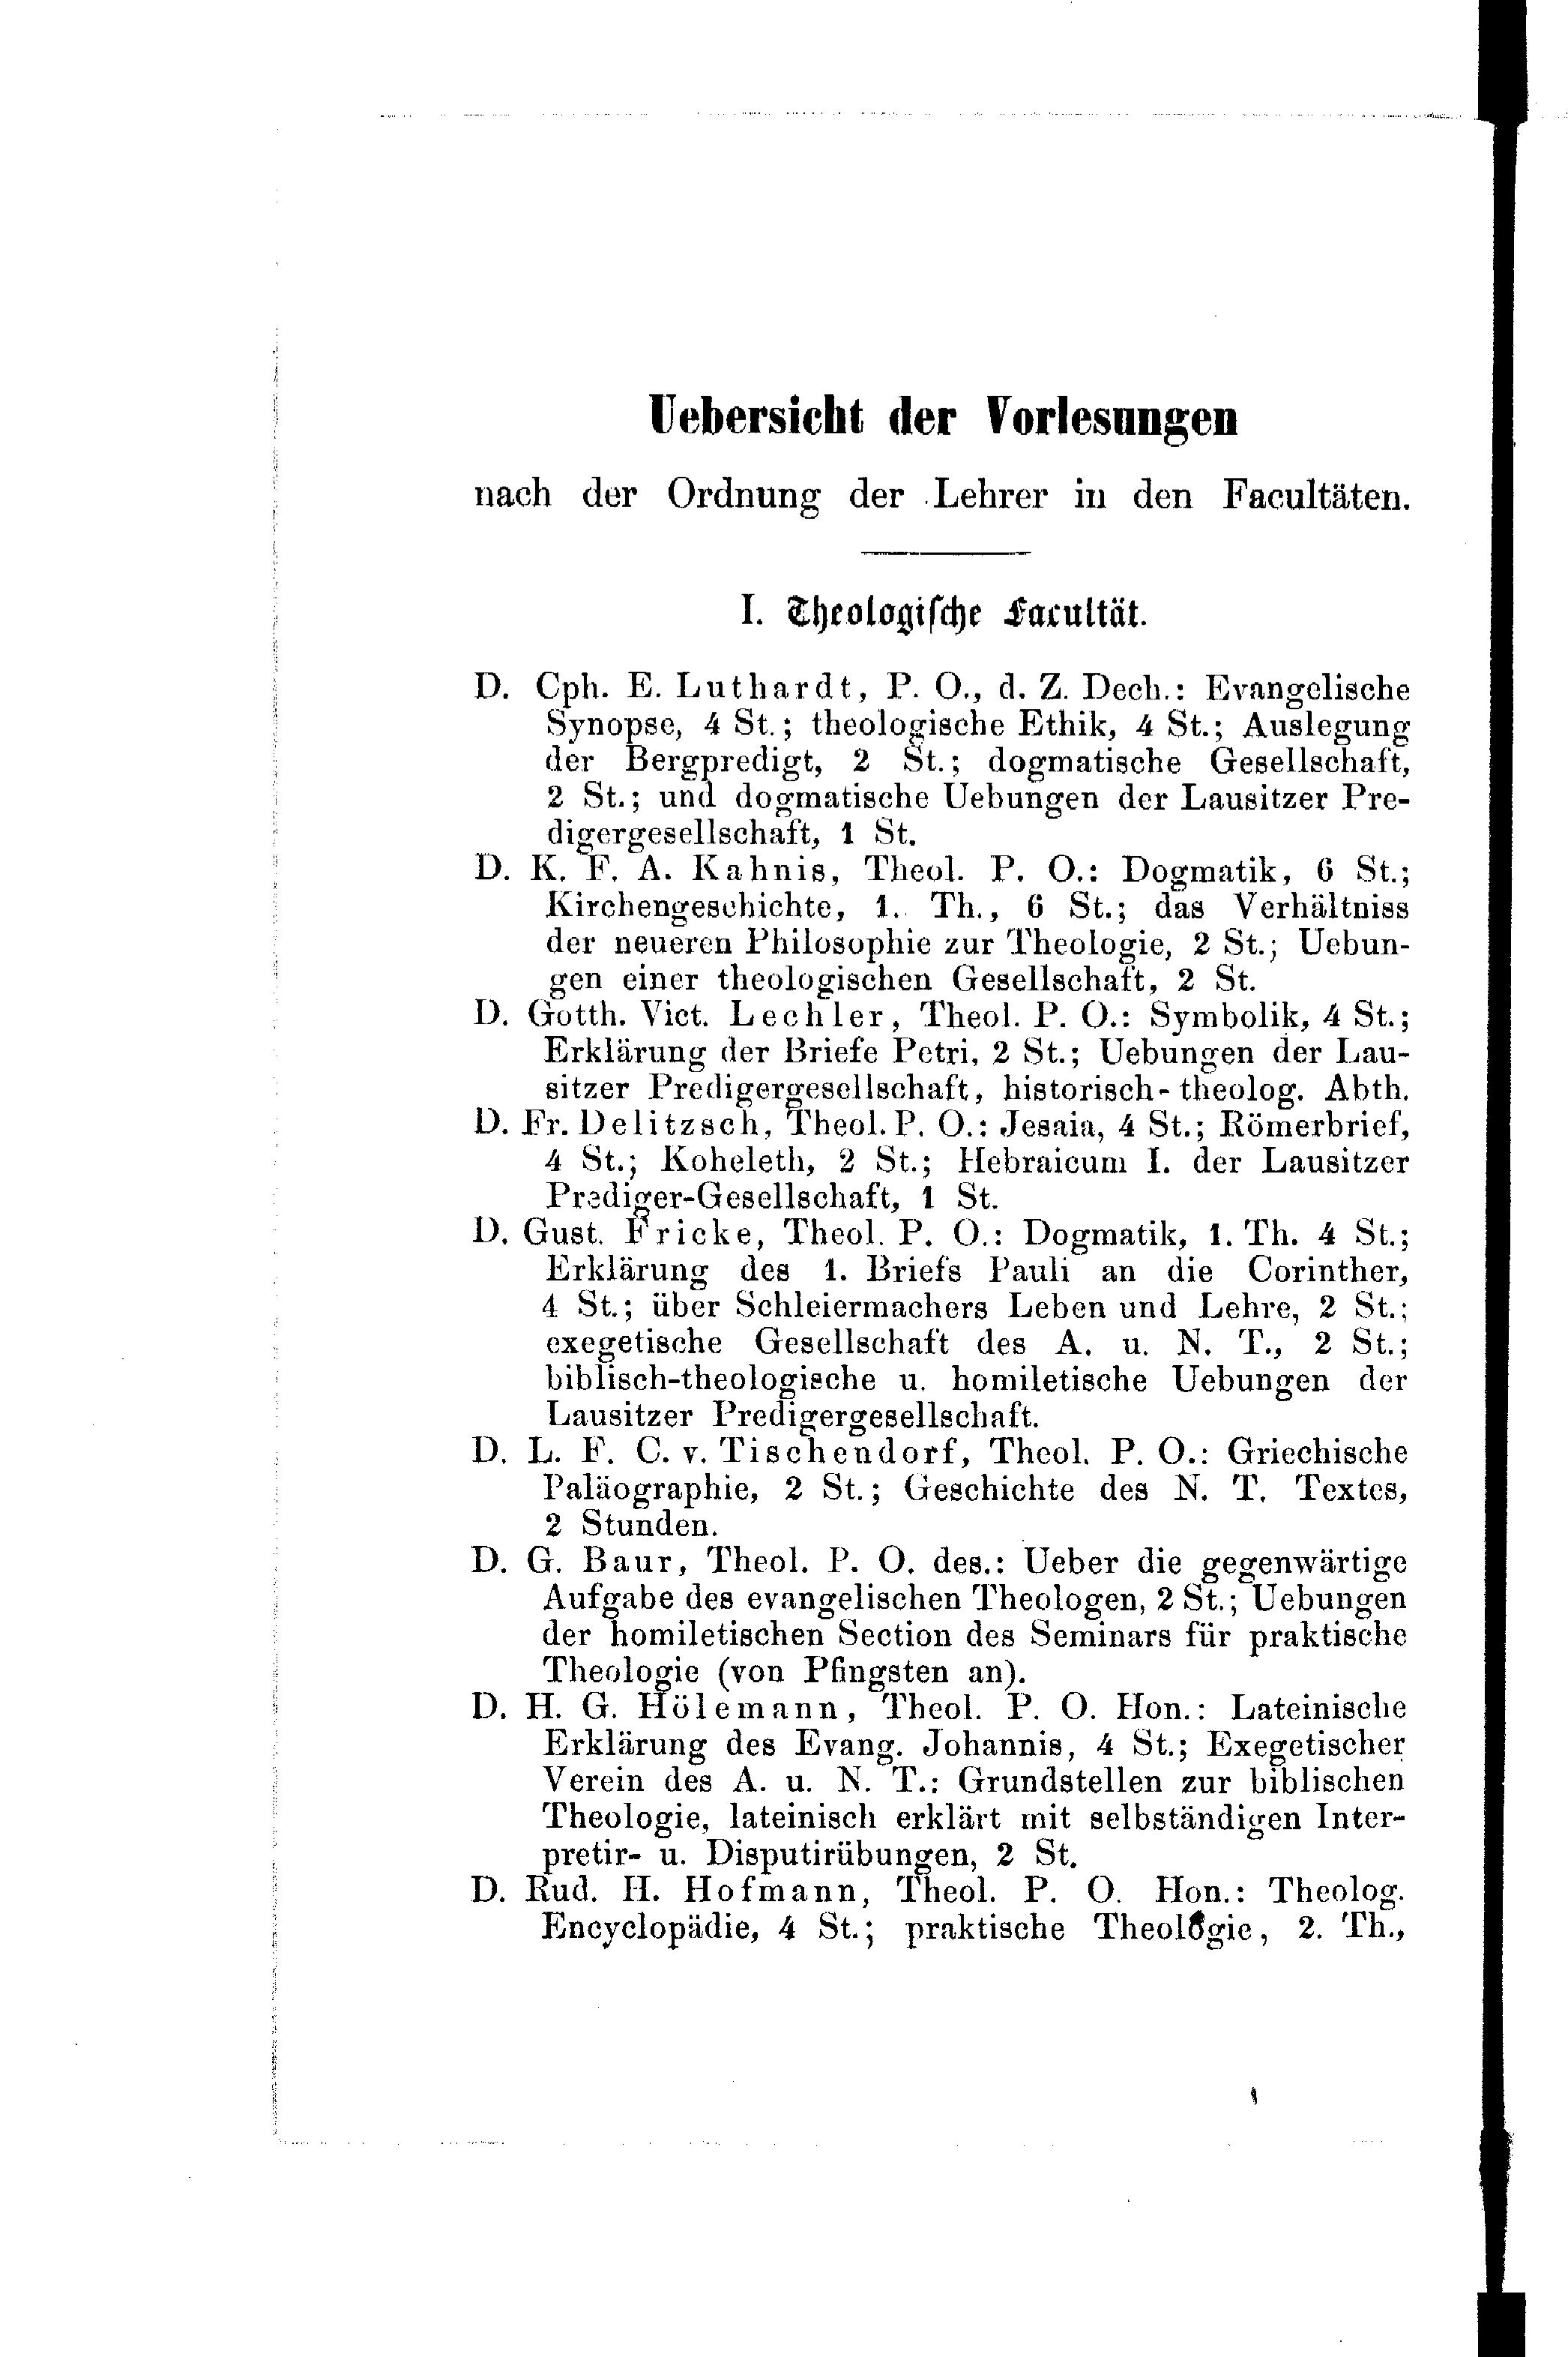 Uebersicht der Vorlesungen
nach der Ordnung der Lehrer in den Facultäten.
I. Theologiſche Facultät.
D. Cph. E. Luthardt, P. O., d. Z. Dech.: Evangelische
Synopse, 4 St.; theologische Ethik, 4 St.; Auslegung
der Bergpredigt, 2 St.; dogmatische Gesellschaft,
2 St.; und dogmatische Uebungen der Lausitzer Pre-
digergesellschaft, 1 St.
D. K. F. A. Kahnis, Theol. P. O.: Dogmatik, 6 St.;
Kirchengeschichte, 1. Th., 6 St.; das Verhältniss
der neueren Philosophie zur Theologie, 2 St.; Uebun-
gen einer theologischen Gesellschaft, 2 St.
D. Gotth. Vict. Lechler, Theol. P. O.: Symbolik, 4 St.;
Erklärung der Briefe Petri, 2 St.; Uebungen der Lau-
sitzer Predigergesellschaft, historisch-theolog. Abth.
D. Fr. Delitzsch, Theol. P. O.: Jesaia, 4 St.; Römerbrief,
4 St.; Koheleth, 2 St.; Hebraicum I. der Lausitzer
Prediger-Gesellschaft, 1 St.
D. Gust. Fricke, Theol. P. O.: Dogmatik, 1. Th. 4 St.;
Erklärung des 1. Briefs Pauli an die Corinther,
4 St.; über Schleiermachers Leben und Lehre, 2 St.;
exegetische Gesellschaft des A. u. N. T., 2 St.;
biblisch-theologische u. homiletische Uebungen der
Lausitzer Predigergesellschaft.
D. L. F. C. v. Tischendorf, Theol. P. O.: Griechische
Paläographie, 2 St.; Geschichte des N. T. Textes,
2 Stunden.
D. G. Baur, Theol. P. O. des.: Ueber die gegenwärtige
Aufgabe des evangelischen Theologen, 2 St.; Uebungen
der homiletischen Section des Seminars für praktische
Theologie (von Pfingsten an).
D. H. G. Hölemann, Theol. P. O. Hon.: Lateinische
Erklärung des Evang. Johannis, 4 St.; Exegetischer
Verein des A. u. N. T.: Grundstellen zur biblischen
Theologie, lateinisch erklärt mit selbständigen Inter-
pretir- u. Disputirübungen, 2 St.
D. Rud. H. Hofmann, Theol. P. O. Hon.: Theolog.
Encyclopädie, 4 St.; praktische Theologie, 2. Th.,